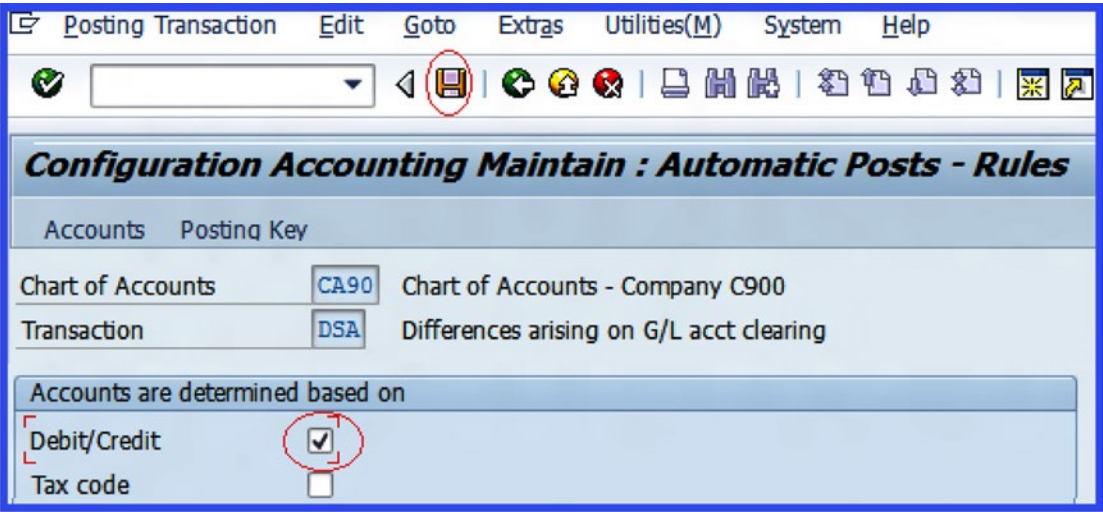 Posting Transaction Edit Goto Extras Utilities(M) System Help
Configuration Accounting Maintain : Automatic Posts - Rules
Accounts Posting Key
Chart of Accounts CA90 Chart of Accounts - Company C900
Transaction DSA Differences arising on G/L acct clearing
Accounts are determined based on
Debit/Credit
Tax code